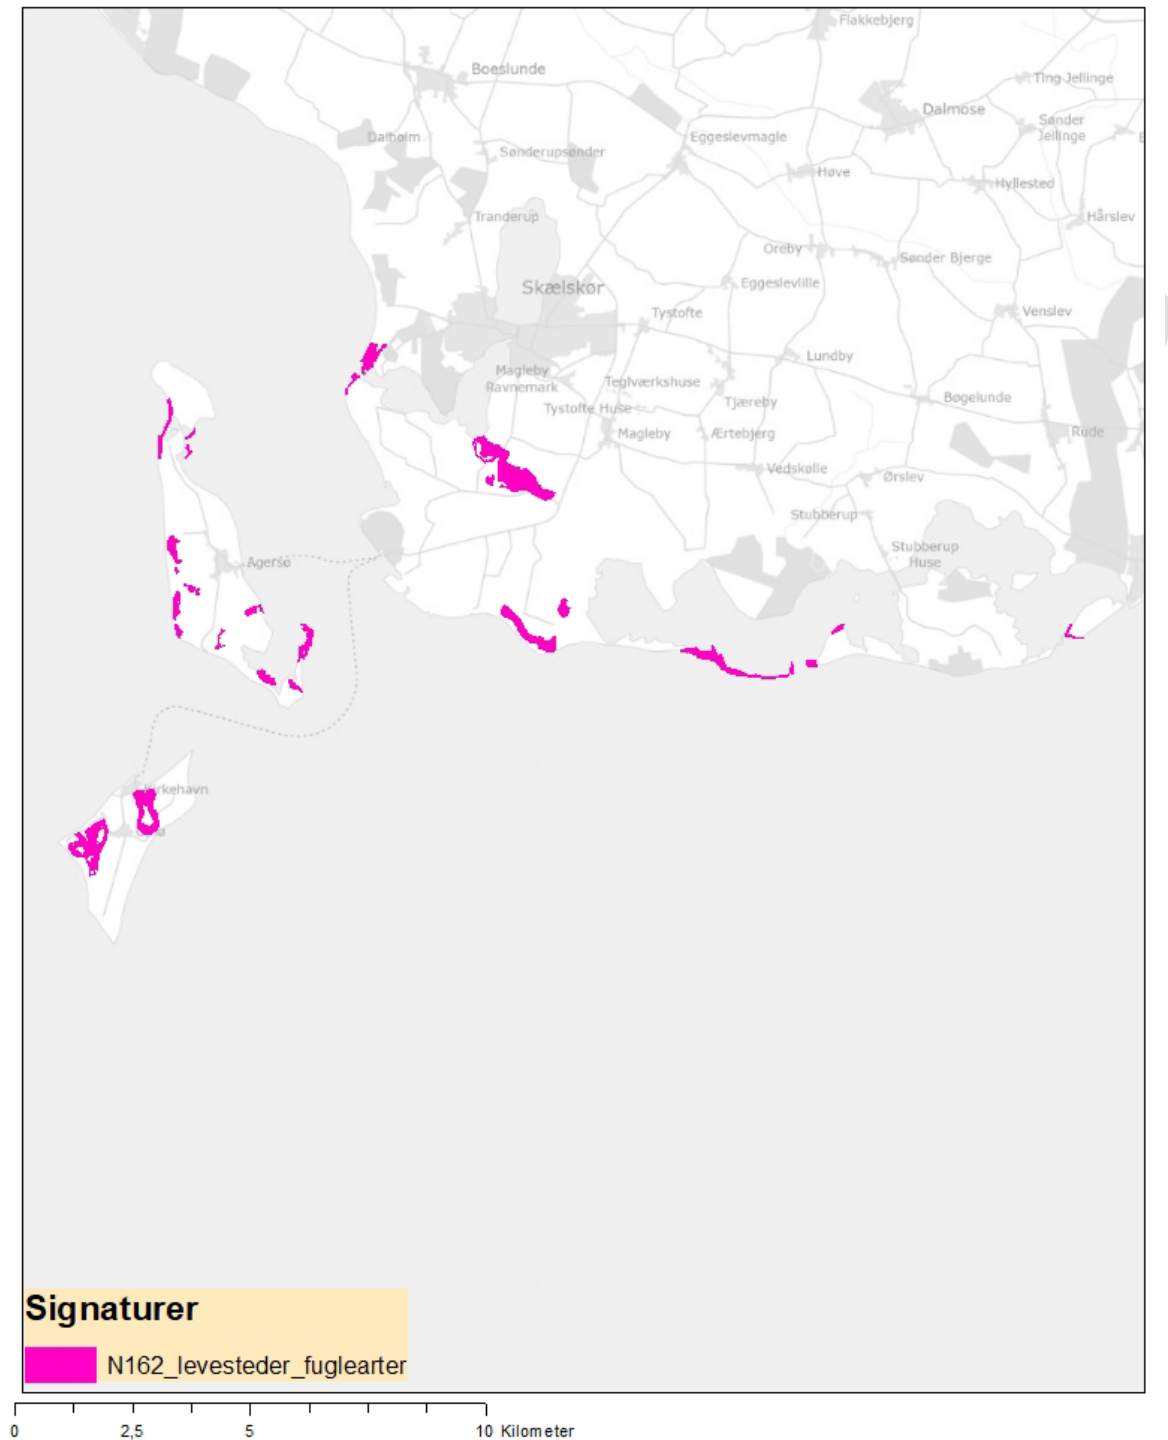 Flakkebjerg
Boeslunde
Ting Jellinge
Dalmose
Sønder
Jellinge
Dalholm
Eggeslevmagle
Sønderupsønder
Høve
Hyllested
Tranderup
Hårslev
Oreby
Sønder Bjerge
Eggeslevlille
Skælskør
Tystofte
Venslev
Lundby
Magleby
Ravnemark
Teglværkshuse
Tjæreby
Bøgelunde
Tystofte Huse
Magleby
Ærtebjerg
Rude
Vedskølle
Ørslev
Stubberup
Stubberup
Huse
Agersø
Kirkehavn
Signaturer
N162_levesteder_fuglearter
0 2,5 5 10 Kilometer